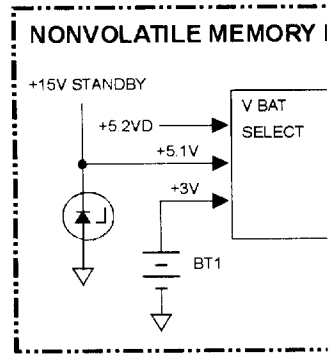 NONVOLATILE MEMORY
+15V STANDBY
+5.2VD
V BAT
SELECT
+5.1V
+3V
BT1